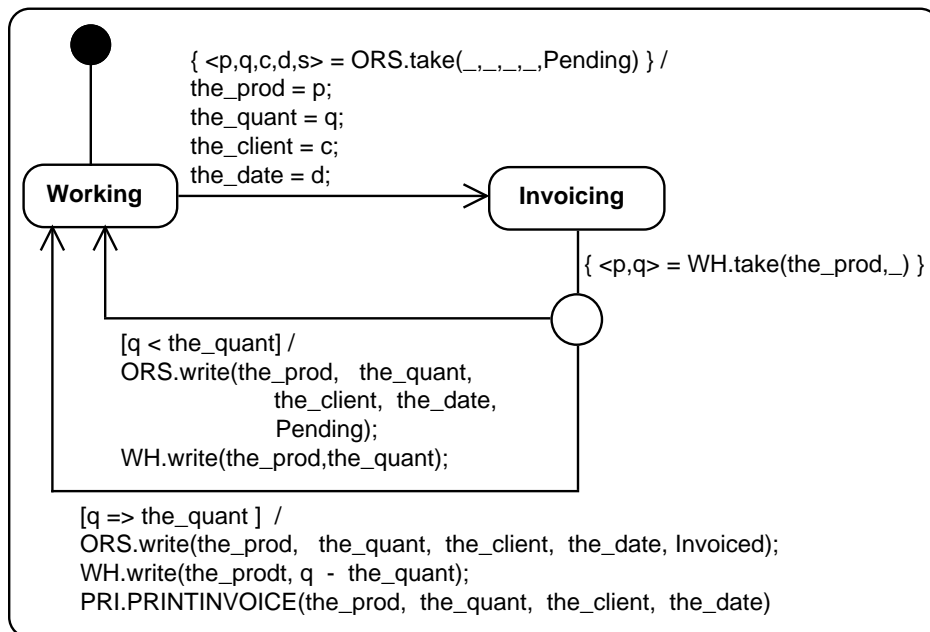 { <p,q,c,d,s> = ORS.take(_,_,_,_,Pending) } /
the_prod = p;
the_quant = q;
the_client = c;
the_date = d;
Working
Invoicing
{ <p,q> = WH.take(the_prod,_) }
[q < the_quant] /
ORS.write(the_prod, the_quant,
the_client, the_date,
Pending);
WH.write(the_prod,the_quant);
[q => the_quant ] /
ORS.write(the_prod, the_quant, the_client, the_date, Invoiced);
WH.write(the_prodt, q - the_quant);
PRI.PRINTINVOICE(the_prod, the_quant, the_client, the_date)